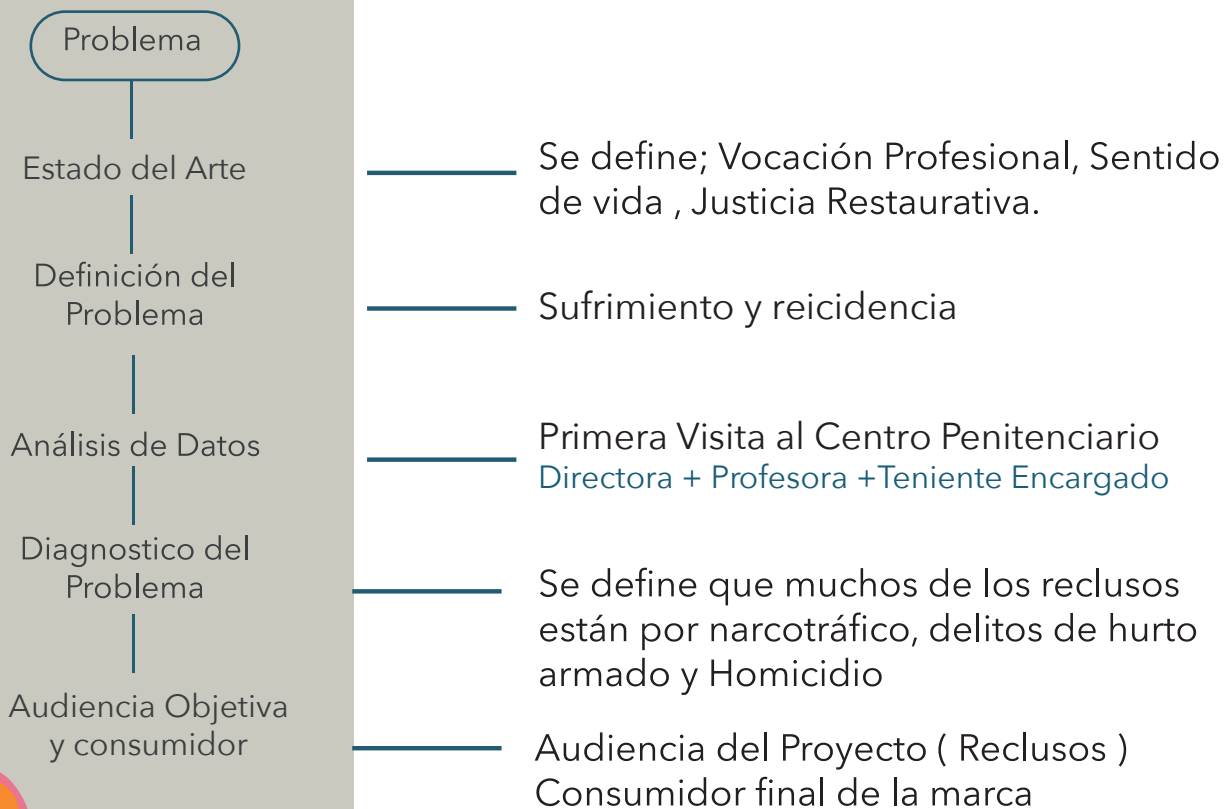 Problema
Estado del Arte
Se define; Vocación Profesional, Sentido
de vida , Justicia Restaurativa.
Definición del
Problema
Sufrimiento y reicidencia
Análisis de Datos
Primera Visita al Centro Penitenciario
Directora + Profesora +Teniente Encargado
Diagnostico del
Problema
Se define que muchos de los reclusos
están por narcotráfico, delitos de hurto
armado y Homicidio
Audiencia Objetiva
y consumidor
Audiencia del Proyecto ( Reclusos )
Consumidor final de la marca